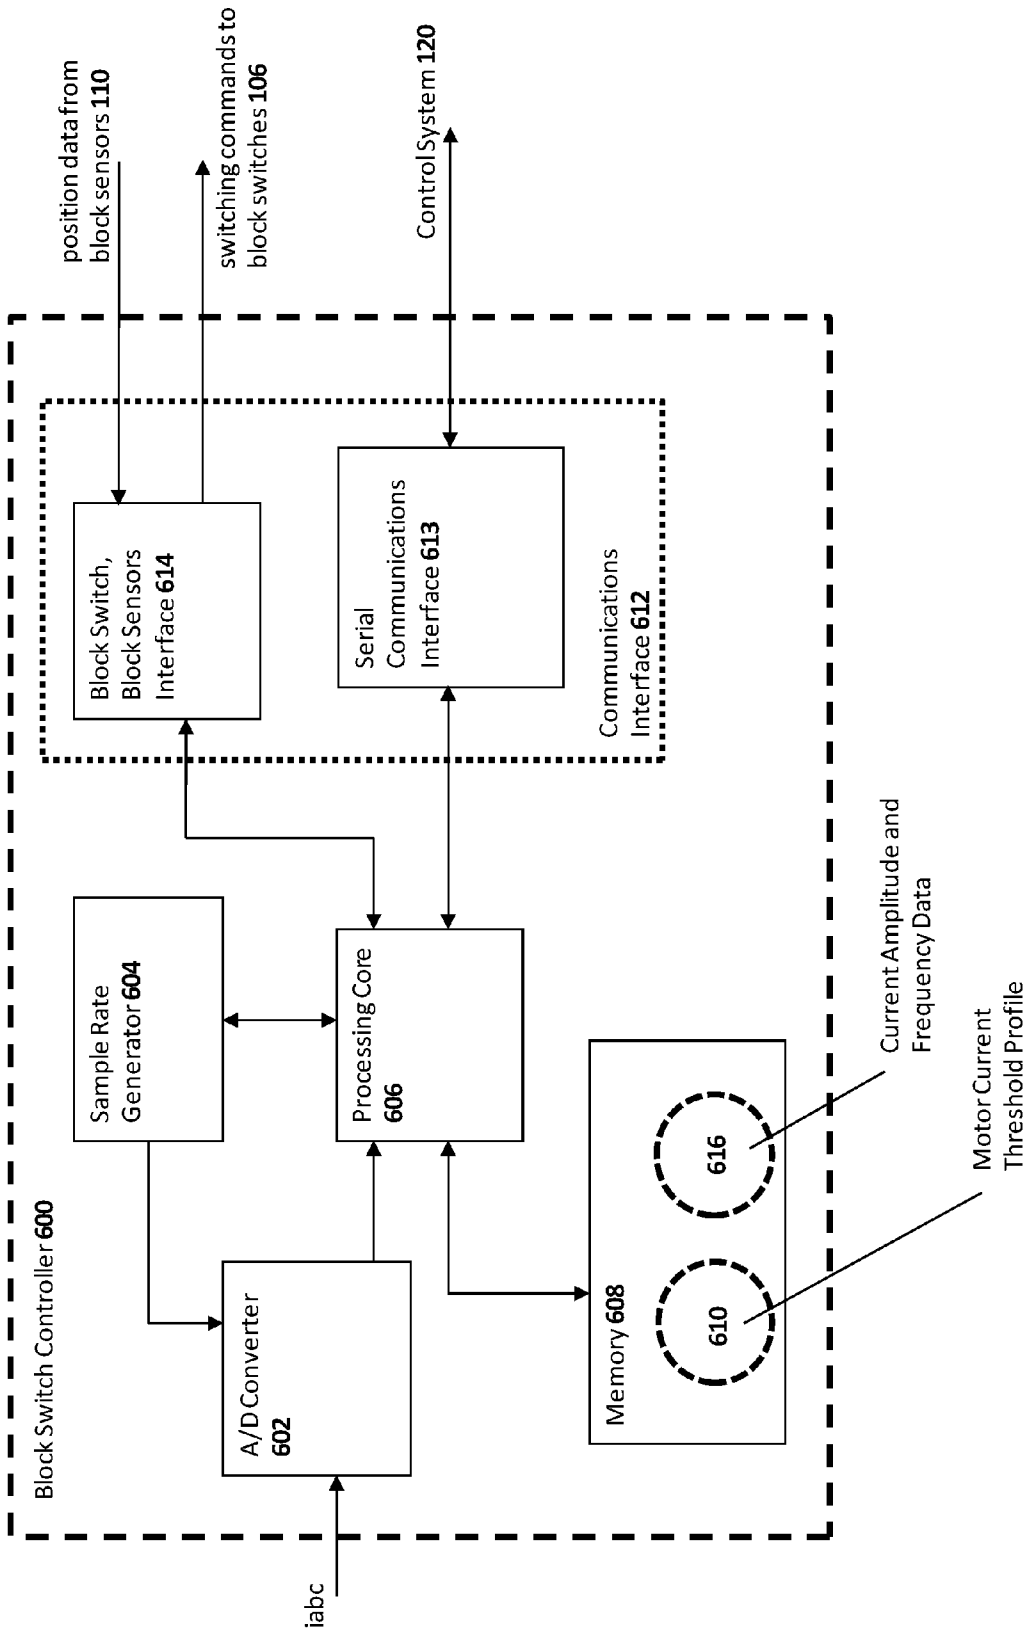 Block Switch Controller 600
iabc
A/D Converter
602
Sample Rate
Generator 604
Processing Core
606
Memory 608
610
616
Block Switch,
Block Sensors
Interface 614
Serial
Communications
Interface 613
Communications
Interface 612
position data from
block sensors 110
switching commands to
block switches 106
Control System 120
Current Amplitude and
Frequency Data
Motor Current
Threshold Profile